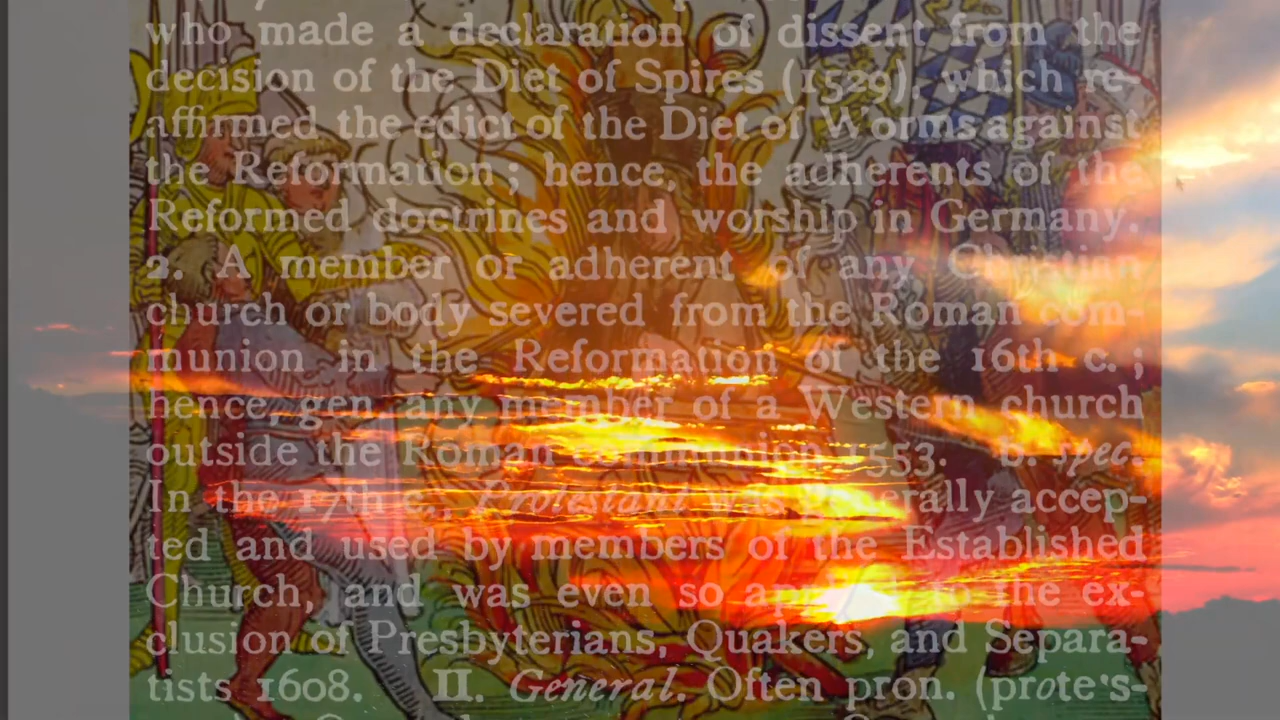 who made a declaration of dissent from the
decision of the Diet of Spires (1529), which re-
affirmed the edict of the Diet of Worms against
the Reformation; hence, the adherents of the
Reformed doctrines and worship in Germany.
2. A member or adherent of any Christian
church or body severed from the Roman com-
munion in the Reformation of the 16th c.;
hence, gen. any member of a Western church
outside the Roman communion 1553. b. spec.
In the 17th c., Protestant was generally accep-
ted and used by members of the Established
Church, and was even so applied to the ex-
clusion of Presbyterians, Quakers, and Separa-
tists 1608. II. General. Often pron. (prote·s-